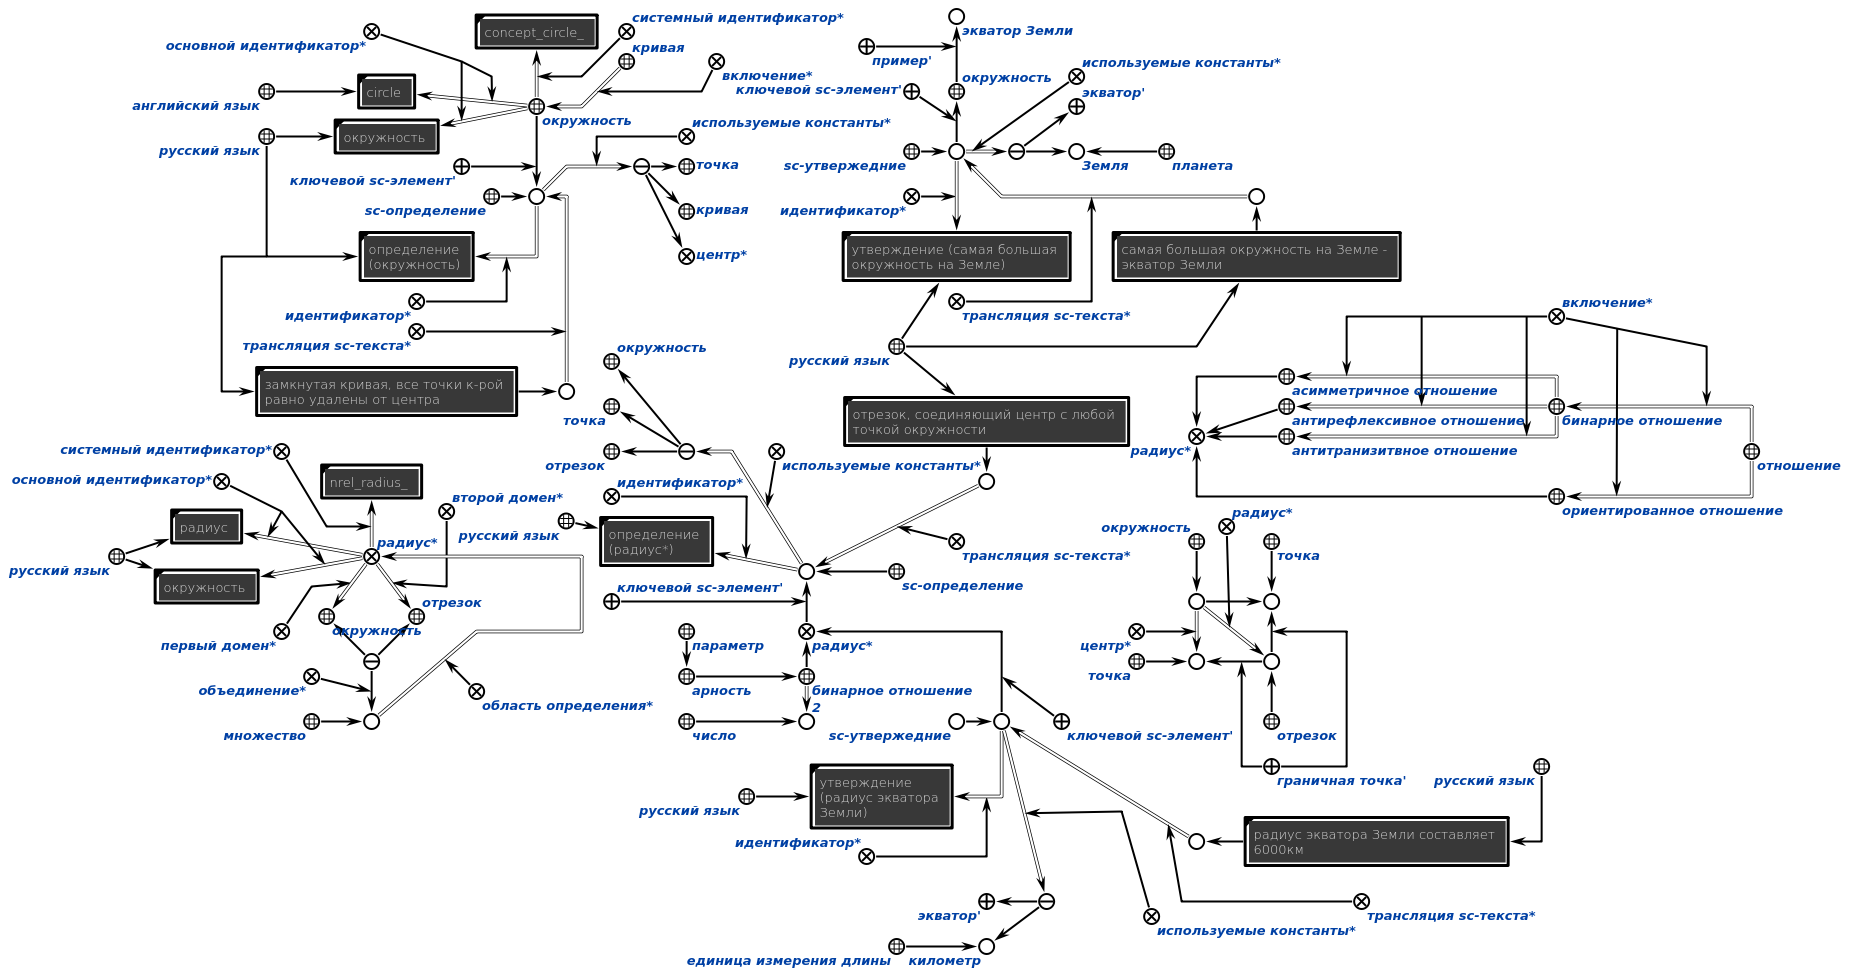 системный идентификатор*
concept_circle_
основной идентификатор*
кривая
включение*
circle
английский язык
окружность
окружность
используемые константы*
русский язык
точка
ключевой sc-элемент'
sc-определение
кривая
определение
(окружность)
центр*
идентификатор*
трансляция sc-текста*
замкнутая кривая, все точки к-рой
равно удалены от центра
экватор Земли
пример'
используемые константы*
окружность
ключевой sc-элемент'
экватор'
sc-утвержедние
Земля
планета
идентификатор*
утверждение (самая большая
окружность на Земле)
самая большая окружность на Земле -
экватор Земли
трансляция sc-текста*
русский язык
отрезок, соединяющий центр с любой
точкой окружности
включение*
асимметричное отношение
антирефлексивное отношение
бинарное отношение
радиус*
антитранизитвное отношение
отношение
ориентированное отношение
окружность
точка
отрезок
используемые константы*
идентификатор*
русский язык
определение
(радиус*)
трансляция sc-текста*
sc-определение
ключевой sc-элемент'
параметр
радиус*
арность
бинарное отношение
2
число
sc-утвержедние
ключевой sc-элемент'
системный идентификатор*
основной идентификатор*
nrel_radius_
второй домен*
радиус
радиус*
русский язык
окружность
отрезок
окружность
первый домен*
объединение*
область определения*
множество
радиус*
окружность
точка
центр*
точка
отрезок
граничная точка'
русский язык
утверждение
(радиус экватора
Земли)
русский язык
идентификатор*
радиус экватора Земли составляет
6000км
экватор'
трансляция sc-текста*
используемые константы*
единица измерения длины
километр